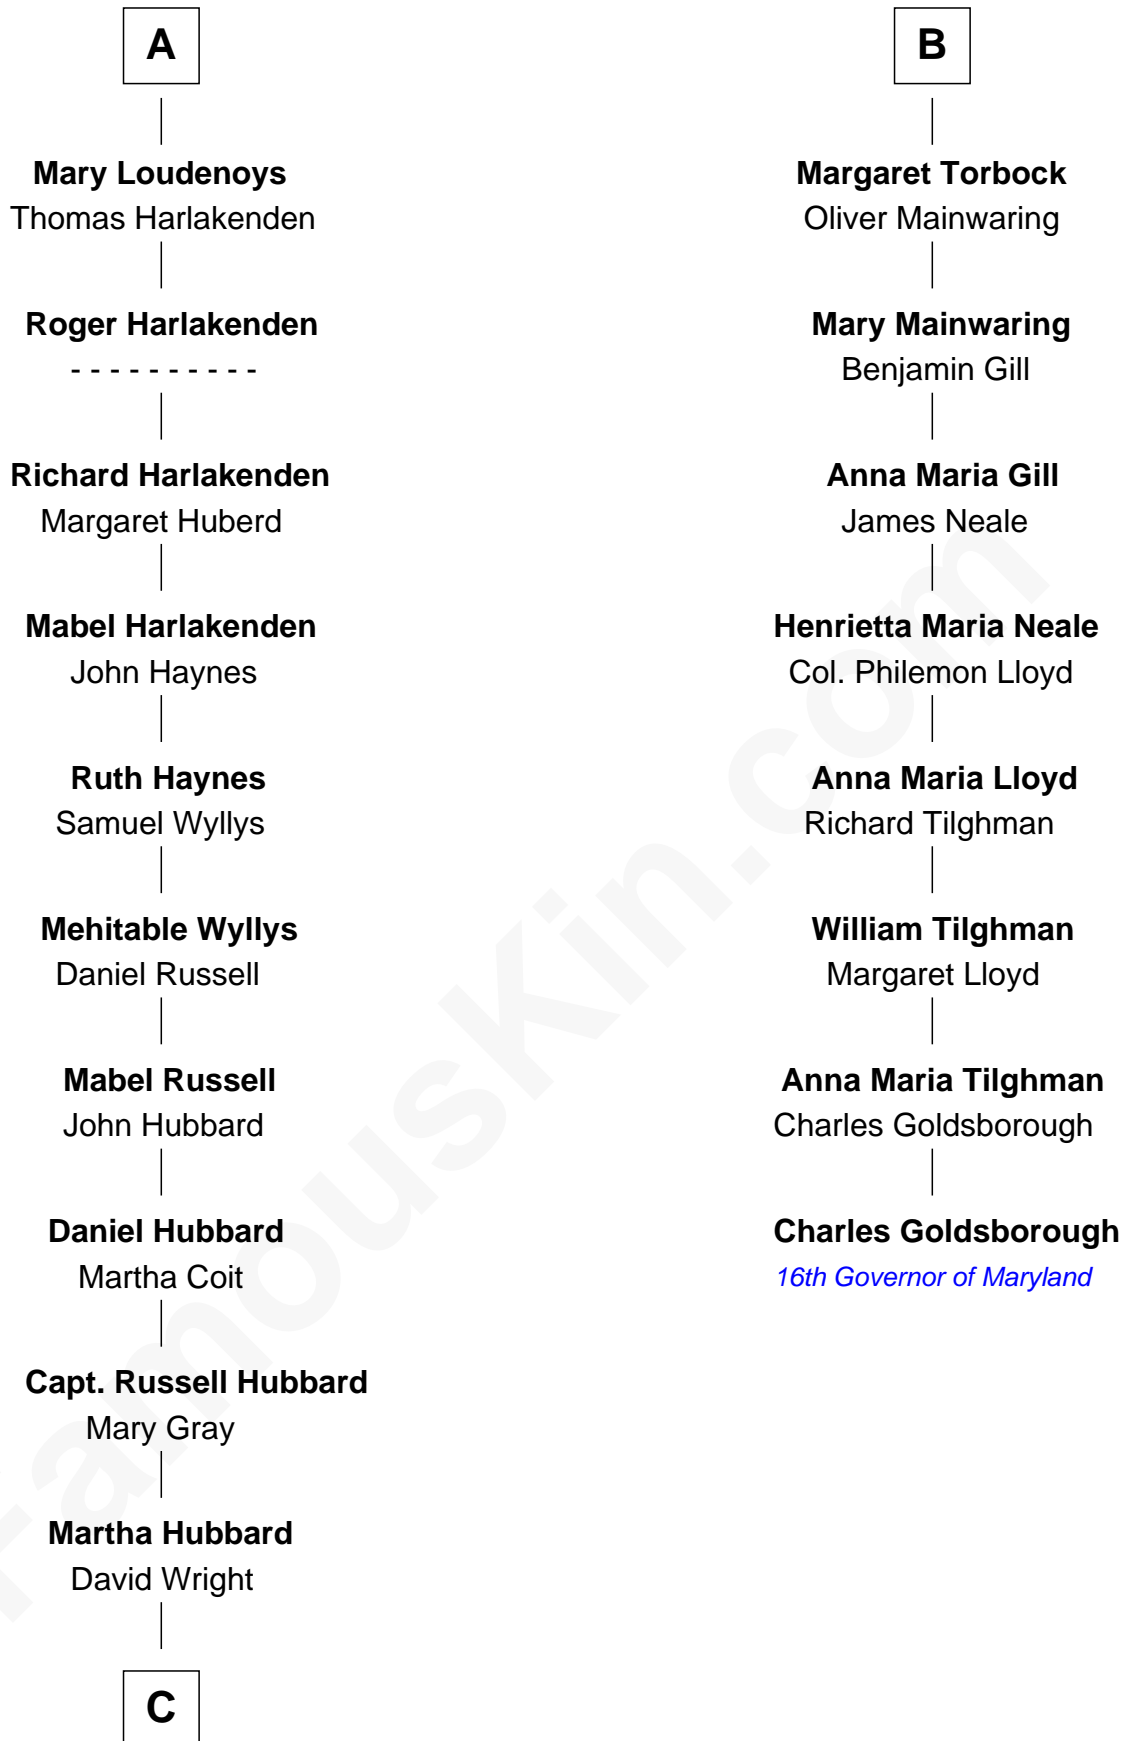 A
Mary Loudenoys
Thomas Harlakenden
Roger Harlakenden
- - - - - - - - - -
Richard Harlakenden
Margaret Huberd
Mabel Harlakenden
John Haynes
Ruth Haynes
Samuel Wyllys
Mehitable Wyllys
Daniel Russell
Mabel Russell
John Hubbard
Daniel Hubbard
Martha Coit
Capt. Russell Hubbard
Mary Gray
Martha Hubbard
David Wright
C
B
Margaret Torbock
Oliver Mainwaring
Mary Mainwaring
Benjamin Gill
Anna Maria Gill
James Neale
Henrietta Maria Neale
Col. Philemon Lloyd
Anna Maria Lloyd
Richard Tilghman
William Tilghman
Margaret Lloyd
Anna Maria Tilghman
Charles Goldsborough
Charles Goldsborough
16th Governor of Maryland
FamousKin.com